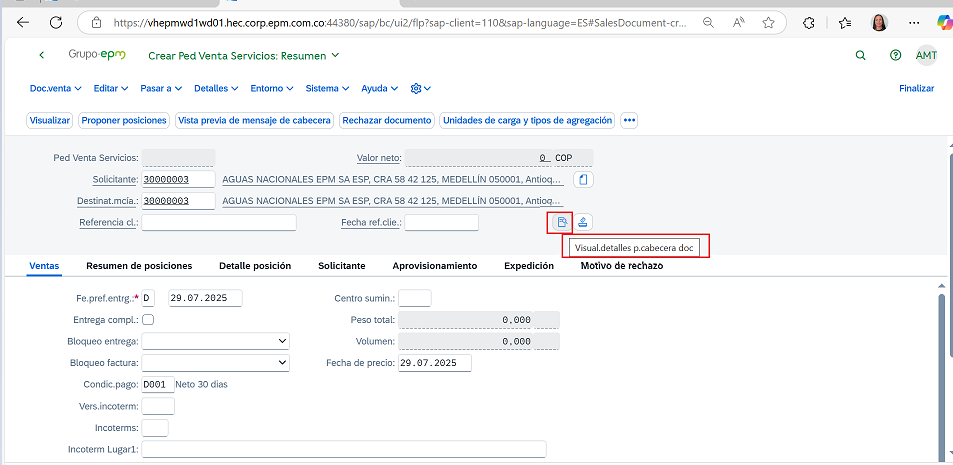 https://vhepmwd1wd01.hec.corp.epm.com.co:44380/sap/bc/ui2/flp?sap-client=110&sap-language=ES#SalesDocument-cr...
Grupo·epm Crear Ped Venta Servicios: Resumen AMT
Doc.venta Editar Pasar a Detalles Entorno Sistema Ayuda Finalizar
Visualizar Proponer posiciones Vista previa de mensaje de cabecera Rechazar documento Unidades de carga y tipos de agregación
Ped Venta Servicios: Valor neto: 0 COP
Solicitante: 30000003 AGUAS NACIONALES EPM SA ESP, CRA 58 42 125, MEDELLÍN 050001, Antioq...
Destinat.mcía.: 30000003 AGUAS NACIONALES EPM SA ESP, CRA 58 42 125, MEDELLÍN 050001, Antioq...
Referencia cl.: Fecha ref.clie.:
Visual.detalles p.cabecera doc
Ventas Resumen de posiciones Detalle posición Solicitante Aprovisionamiento Expedición Motivo de rechazo
Fe.pref.entrg.:* D 29.07.2025 Centro sumin.:
Entrega compl.: Peso total: 0,000
Bloqueo entrega: Volumen: 0,000
Bloqueo factura: Fecha de precio: 29.07.2025
Condic.pago: D001 Neto 30 días
Vers.incoterm:
Incoterms:
Incoterm Lugar1: